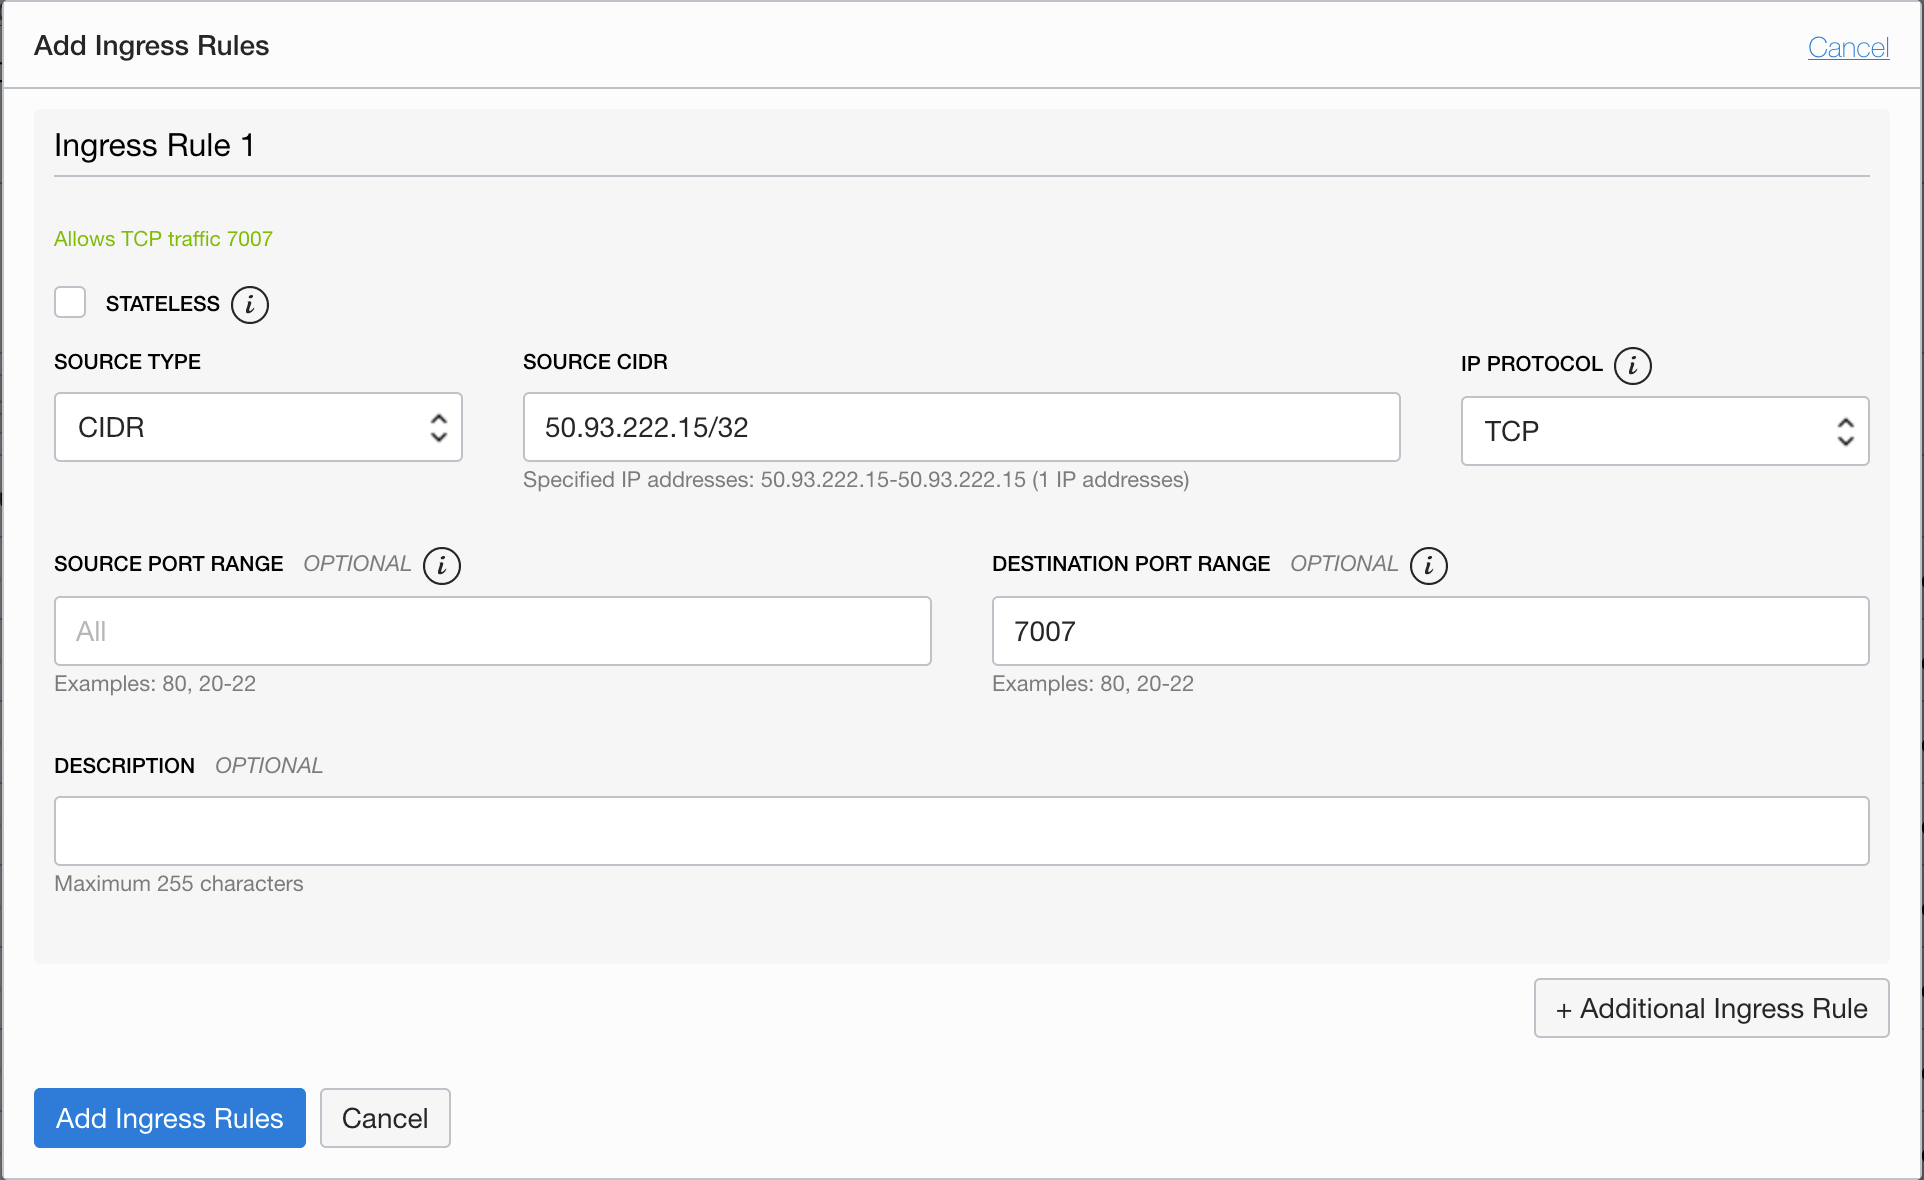 Add Ingress Rules
Cancel
Ingress Rule 1
Allows TCP traffic 7007
STATELESS i
SOURCE TYPE
CIDR
SOURCE CIDR
50.93.222.15/32
Specified IP addresses: 50.93.222.15-50.93.222.15 (1 IP addresses)
IP PROTOCOL i
TCP
SOURCE PORT RANGE OPTIONAL i
All
Examples: 80, 20-22
DESTINATION PORT RANGE OPTIONAL i
7007
Examples: 80, 20-22
DESCRIPTION OPTIONAL
Maximum 255 characters
+ Additional Ingress Rule
Add Ingress Rules
Cancel